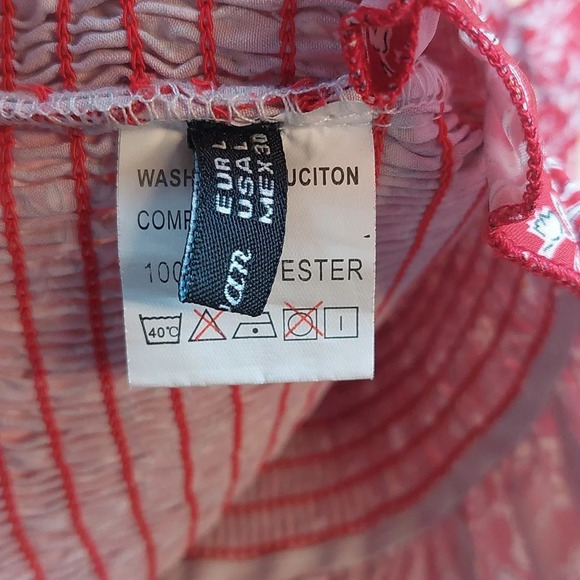 EUR L
USA L
MEX 30
WASH UCITON
COMP
100 ESTER
40°C